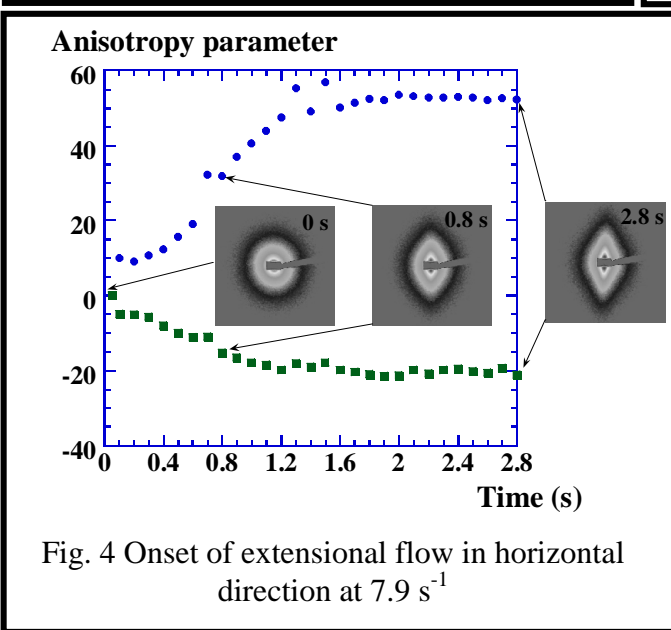 Anisotropy parameter
60
40
20
0
-20
-40
0 s
0.8 s
2.8 s
0 0.4 0.8 1.2 1.6 2 2.4 2.8
Time (s)
Fig. 4 Onset of extensional flow in horizontal
direction at 7.9 s⁻¹